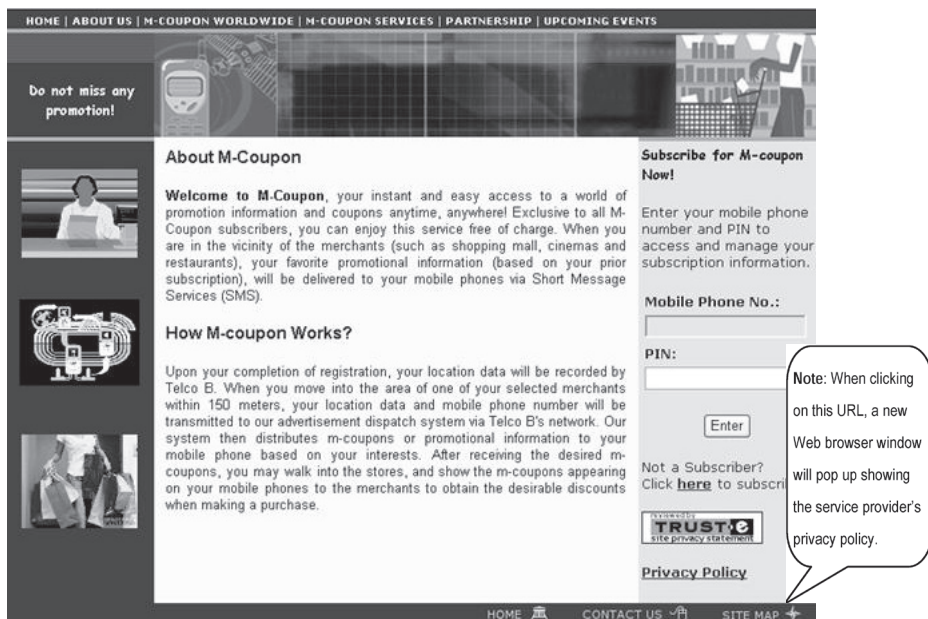 HOME | ABOUT US | M-COUPON WORLDWIDE | M-COUPON SERVICES | PARTNERSHIP | UPCOMING EVENTS
Do not miss any
promotion!
About M-Coupon
Welcome to M-Coupon, your instant and easy access to a world of
promotion information and coupons anytime, anywhere! Exclusive to all M-
Coupon subscribers, you can enjoy this service free of charge. When you
are in the vicinity of the merchants (such as shopping mall, cinemas and
restaurants), your favorite promotional information (based on your prior
subscription), will be delivered to your mobile phones via Short Message
Services (SMS).
How M-coupon Works?
Upon your completion of registration, your location data will be recorded by
Telco B. When you move into the area of one of your selected merchants
within 150 meters, your location data and mobile phone number will be
transmitted to our advertisement dispatch system via Telco B's network. Our
system then distributes m-coupons or promotional information to your
mobile phone based on your interests. After receiving the desired m-
coupons, you may walk into the stores, and show the m-coupons appearing
on your mobile phones to the merchants to obtain the desirable discounts
when making a purchase.
Subscribe for M-coupon
Now!
Enter your mobile phone
number and PIN to
access and manage your
subscription information.
Mobile Phone No.:
PIN:
Enter
Not a Subscriber?
Click here to subscri
reviewed by
TRUSTe
site privacy statement
Privacy Policy
Note: When clicking
on this URL, a new
Web browser window
will pop up showing
the service provider's
privacy policy.
HOME CONTACT US SITE MAP